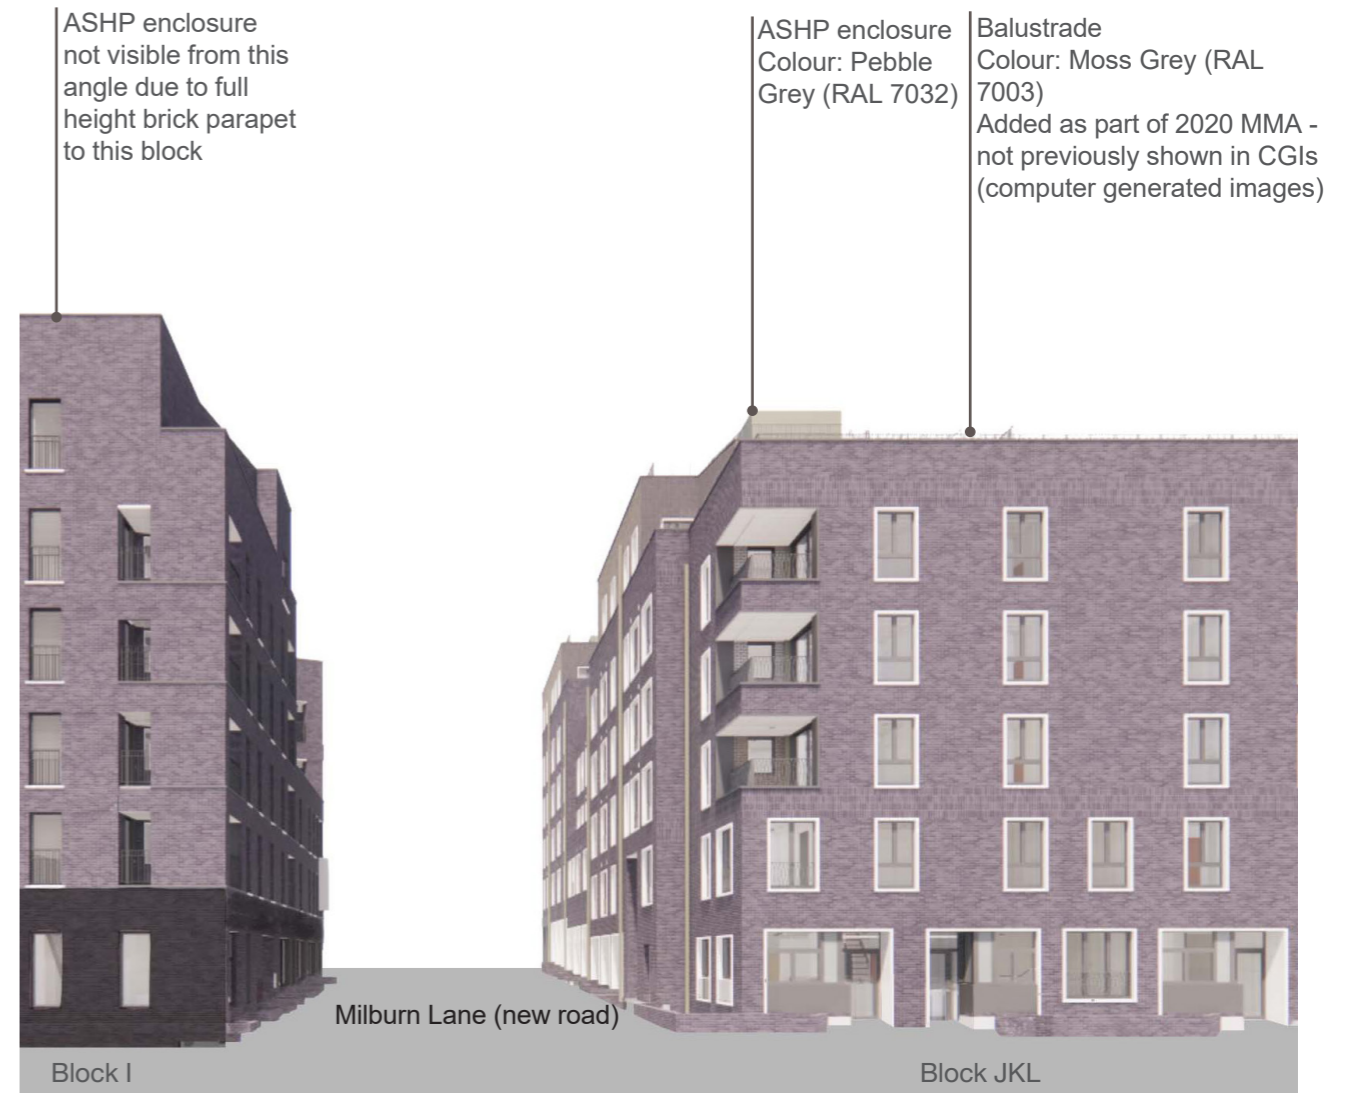 ASHP enclosure
not visible from this
angle due to full
height brick parapet
to this block
ASHP enclosure
Colour: Pebble
Grey (RAL 7032)
Balustrade
Colour: Moss Grey (RAL
7003)
Added as part of 2020 MMA -
not previously shown in CGIs
(computer generated images)
Milburn Lane (new road)
Block I
Block JKL